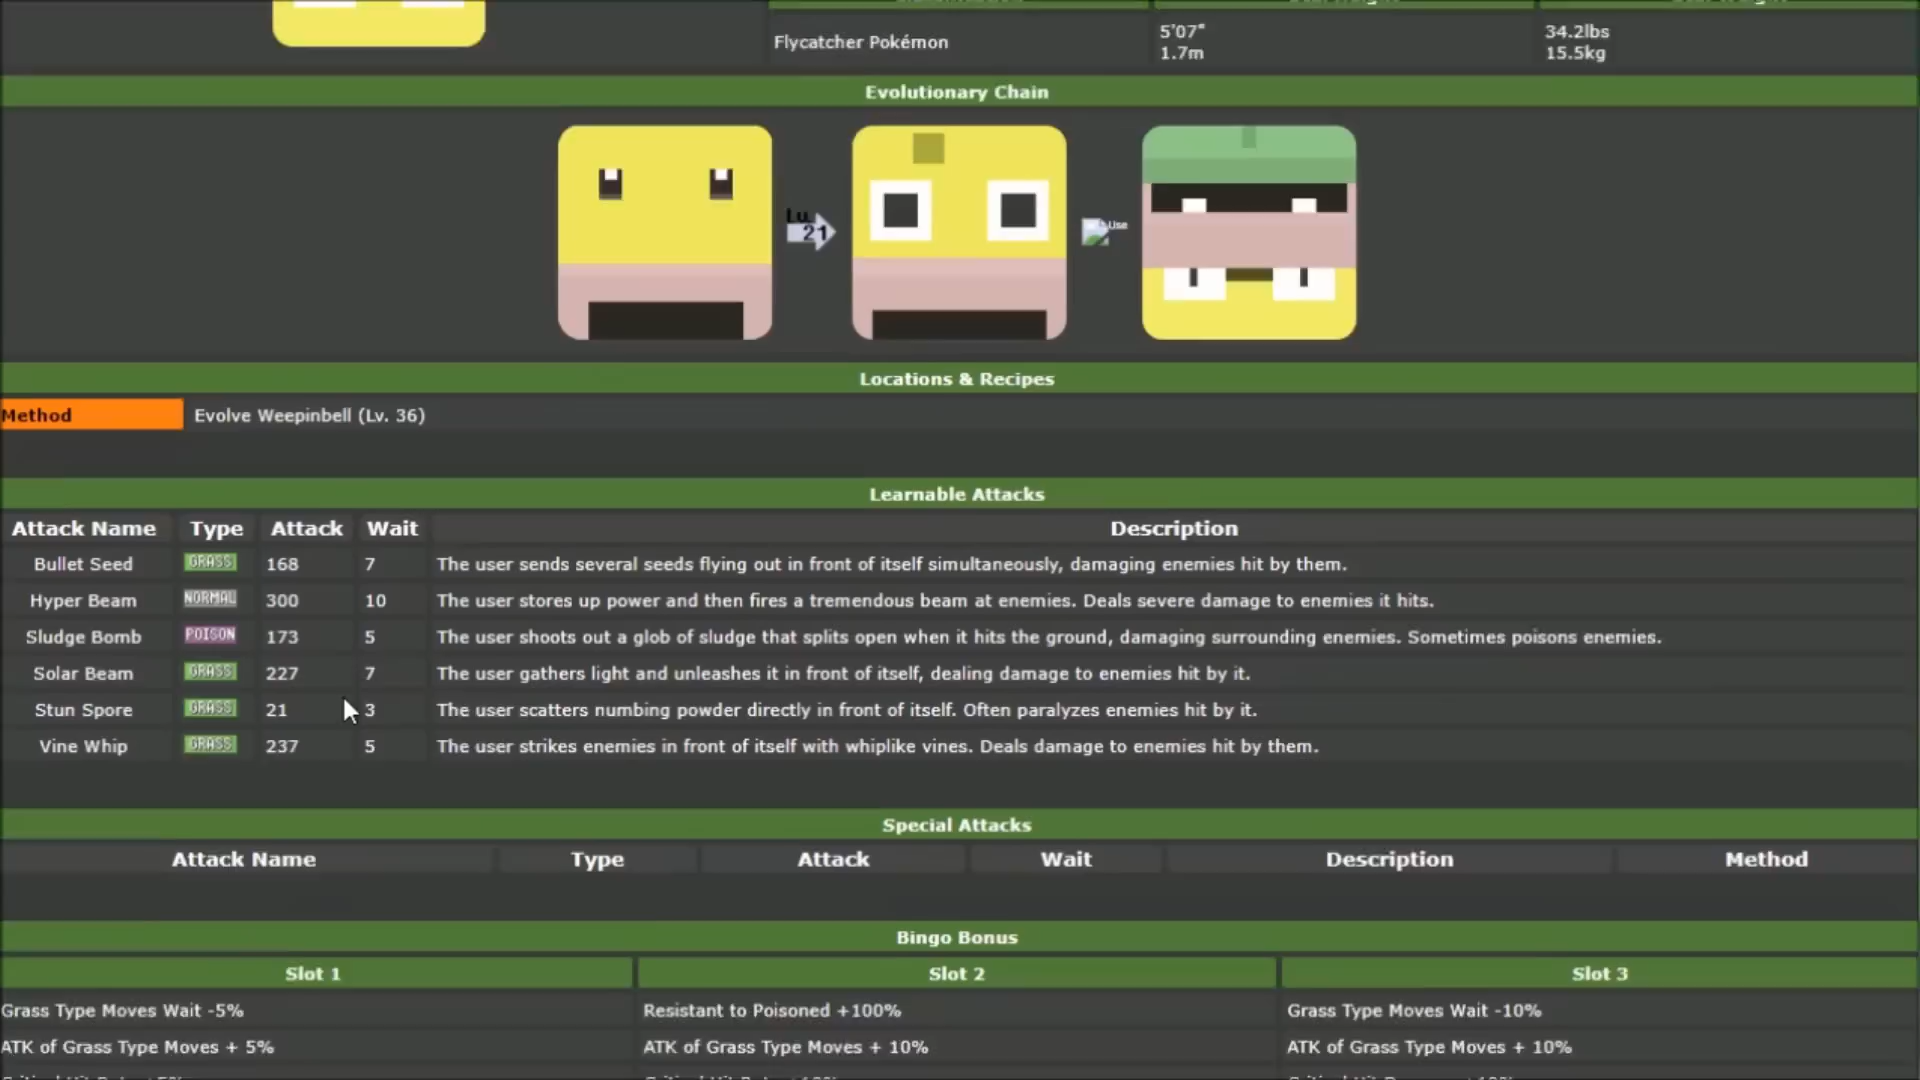 Flycatcher Pokémon
5'07"
1.7m
34.2lbs
15.5kg
Evolutionary Chain
Lv. 21
Use
Locations & Recipes
Method Evolve Weepinbell (Lv. 36)
Learnable Attacks
Attack Name Type Attack Wait Description
Bullet Seed GRASS 168 7 The user sends several seeds flying out in front of itself simultaneously, damaging enemies hit by them.
Hyper Beam NORMAL 300 10 The user stores up power and then fires a tremendous beam at enemies. Deals severe damage to enemies it hits.
Sludge Bomb POISON 173 5 The user shoots out a glob of sludge that splits open when it hits the ground, damaging surrounding enemies. Sometimes poisons enemies.
Solar Beam GRASS 227 7 The user gathers light and unleashes it in front of itself, dealing damage to enemies hit by it.
Stun Spore GRASS 21 3 The user scatters numbing powder directly in front of itself. Often paralyzes enemies hit by it.
Vine Whip GRASS 237 5 The user strikes enemies in front of itself with whiplike vines. Deals damage to enemies hit by them.
Special Attacks
Attack Name Type Attack Wait Description Method
Bingo Bonus
Slot 1 Slot 2 Slot 3
Grass Type Moves Wait -5% Resistant to Poisoned +100% Grass Type Moves Wait -10%
ATK of Grass Type Moves + 5% ATK of Grass Type Moves + 10% ATK of Grass Type Moves + 10%